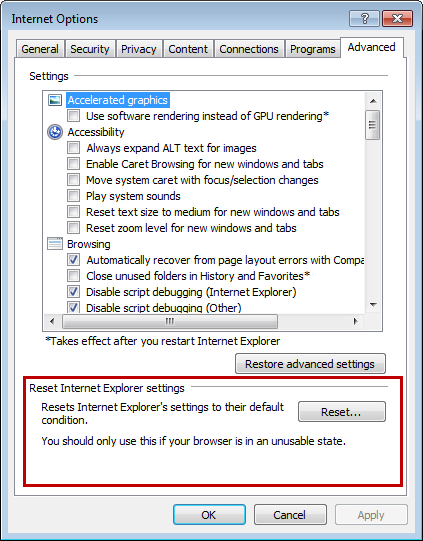 Internet Options
General Security Privacy Content Connections Programs Advanced
Settings
Accelerated graphics
Use software rendering instead of GPU rendering*
Accessibility
Always expand ALT text for images
Enable Caret Browsing for new windows and tabs
Move system caret with focus/selection changes
Play system sounds
Reset text size to medium for new windows and tabs
Reset zoom level for new windows and tabs
Browsing
Automatically recover from page layout errors with Compa
Close unused folders in History and Favorites*
Disable script debugging (Internet Explorer)
Disable script debugging (Other)
*Takes effect after you restart Internet Explorer
Restore advanced settings
Reset Internet Explorer settings
Resets Internet Explorer's settings to their default
condition.
Reset...
You should only use this if your browser is in an unusable state.
OK Cancel Apply